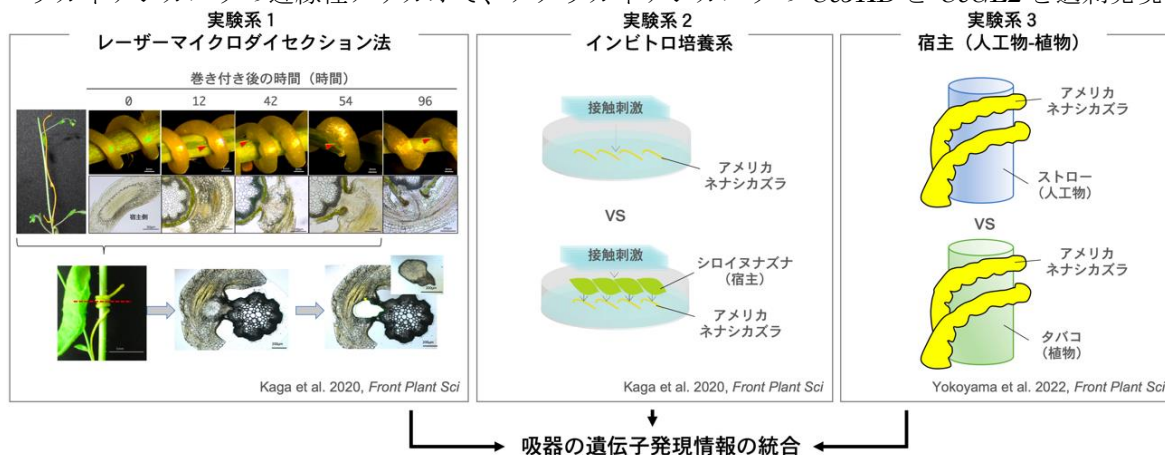 実験系1
レーザーマイクロダイセクション法
巻き付き後の時間（時間）
0 12 42 54 96
宿主側
Kaga et al. 2020, Front Plant Sci
実験系2
インビトロ培養系
接触刺激
アメリカ
ネナシカズラ
VS
接触刺激
シロイヌナズナ
（宿主）
アメリカ
ネナシカズラ
Kaga et al. 2020, Front Plant Sci
実験系3
宿主（人工物-植物）
アメリカ
ネナシカズラ
ストロー
（人工物）
VS
アメリカ
ネナシカズラ
タバコ
（植物）
Yokoyama et al. 2022, Front Plant Sci
吸器の遺伝子発現情報の統合